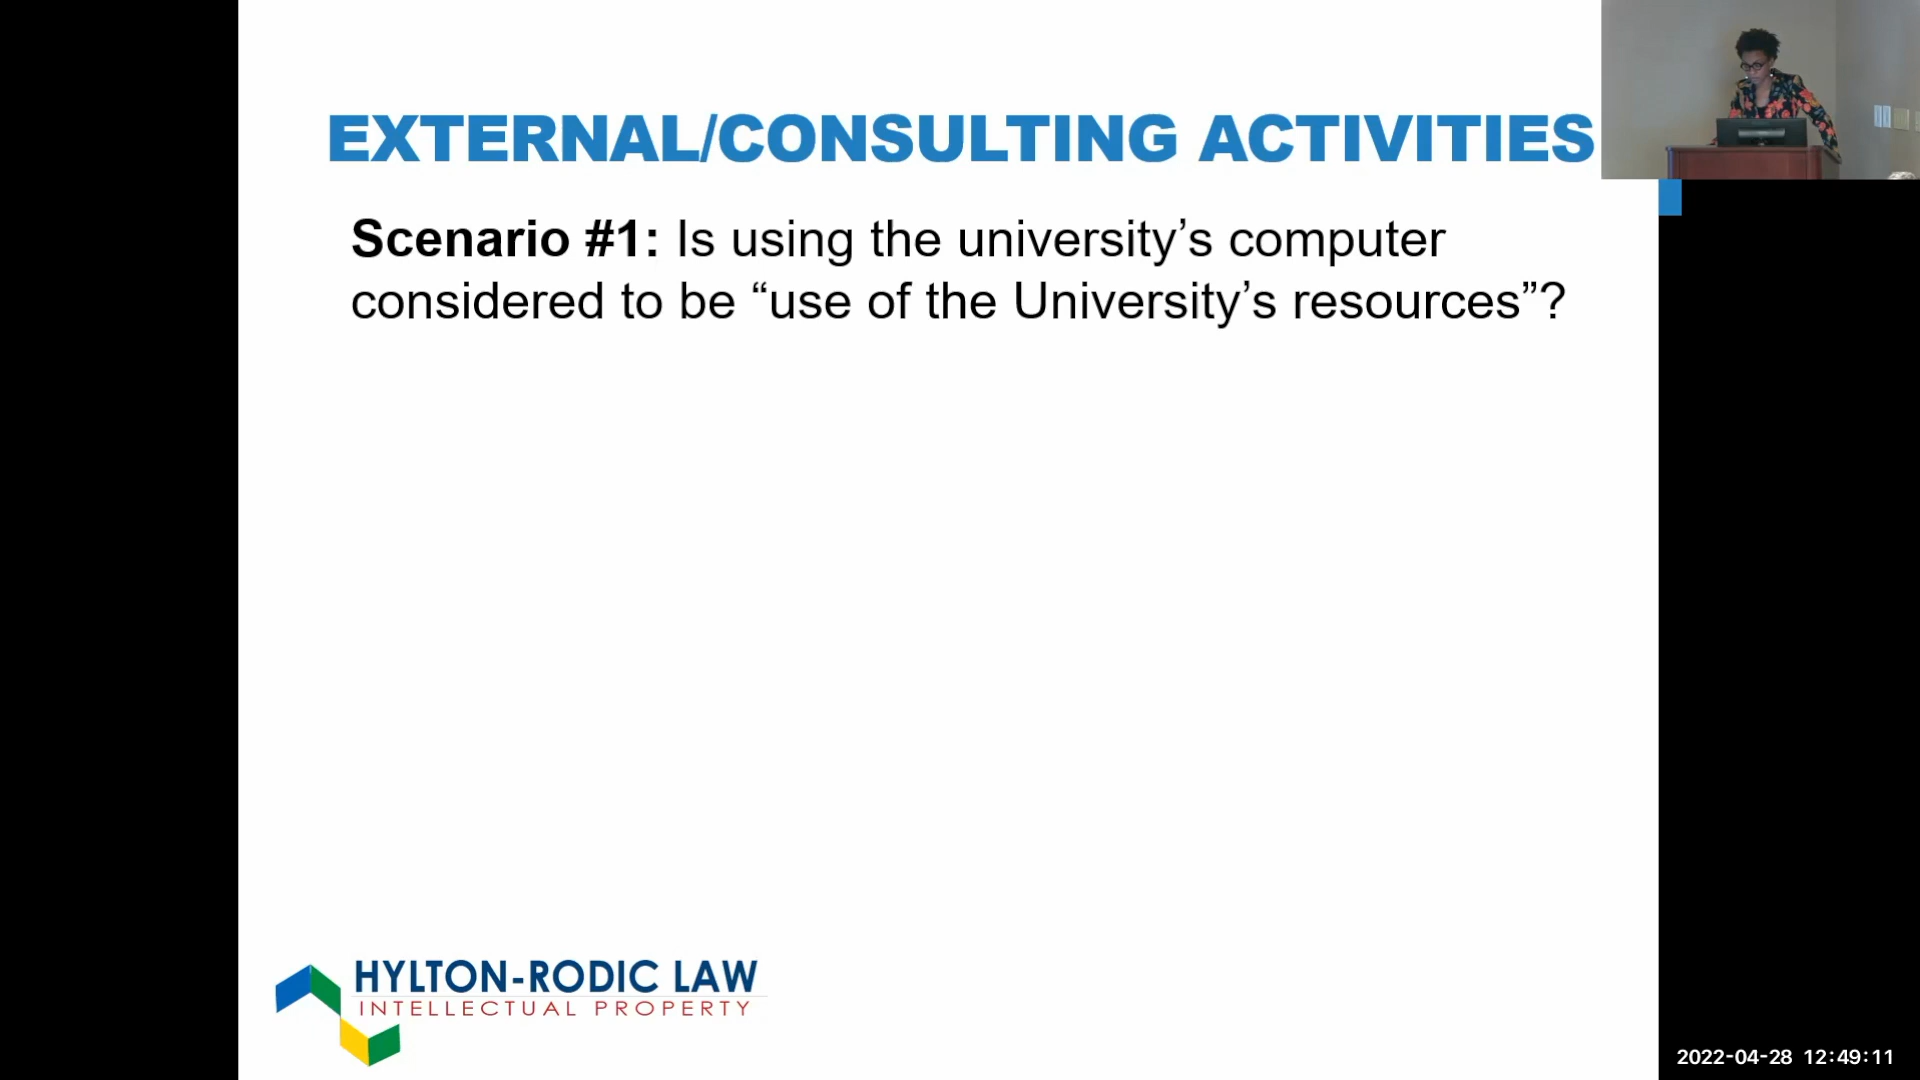 EXTERNAL/CONSULTING ACTIVITIES
Scenario #1: Is using the university’s computer
considered to be “use of the University’s resources”?
HYLTON-RODIC LAW
INTELLECTUAL PROPERTY
2022-04-28 12:49:11